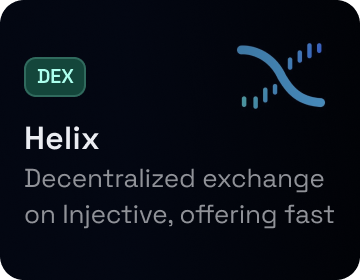 DEX
Helix
Decentralized exchange
on Injective, offering fast